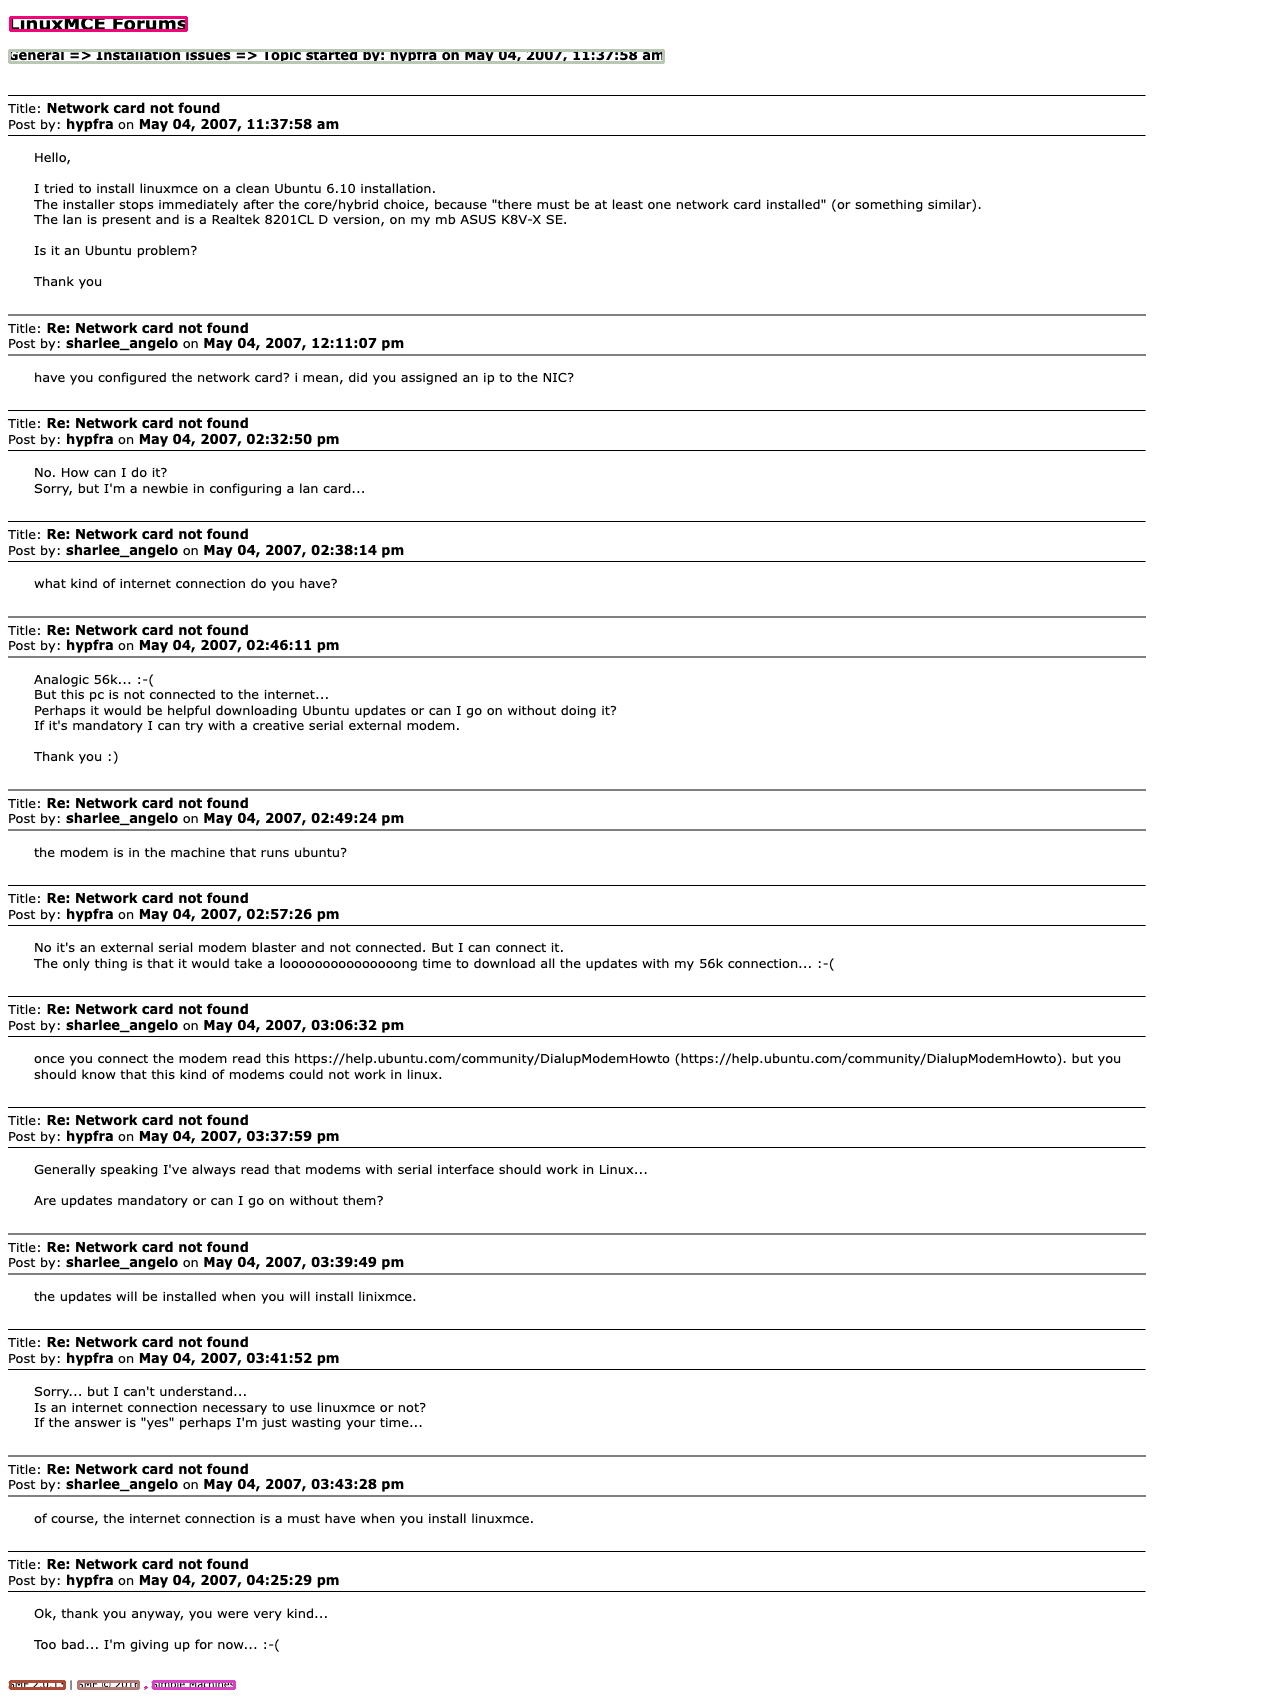 LinuxMCE Forums
General => Installation issues => Topic started by: hypfra on May 04, 2007, 11:37:58 am
Title: Network card not found
Post by: hypfra on May 04, 2007, 11:37:58 am
Hello,
I tried to install linuxmce on a clean Ubuntu 6.10 installation.
The installer stops immediately after the core/hybrid choice, because "there must be at least one network card installed" (or something similar).
The lan is present and is a Realtek 8201CL D version, on my mb ASUS K8V-X SE.
Is it an Ubuntu problem?
Thank you
Title: Re: Network card not found
Post by: sharlee_angelo on May 04, 2007, 12:11:07 pm
have you configured the network card? i mean, did you assigned an ip to the NIC?
Title: Re: Network card not found
Post by: hypfra on May 04, 2007, 02:32:50 pm
No. How can I do it?
Sorry, but I'm a newbie in configuring a lan card...
Title: Re: Network card not found
Post by: sharlee_angelo on May 04, 2007, 02:38:14 pm
what kind of internet connection do you have?
Title: Re: Network card not found
Post by: hypfra on May 04, 2007, 02:46:11 pm
Analogic 56k... :-(
But this pc is not connected to the internet...
Perhaps it would be helpful downloading Ubuntu updates or can I go on without doing it?
If it's mandatory I can try with a creative serial external modem.
Thank you :)
Title: Re: Network card not found
Post by: sharlee_angelo on May 04, 2007, 02:49:24 pm
the modem is in the machine that runs ubuntu?
Title: Re: Network card not found
Post by: hypfra on May 04, 2007, 02:57:26 pm
No it's an external serial modem blaster and not connected. But I can connect it.
The only thing is that it would take a looooooooooooooong time to download all the updates with my 56k connection... :-(
Title: Re: Network card not found
Post by: sharlee_angelo on May 04, 2007, 03:06:32 pm
once you connect the modem read this https://help.ubuntu.com/community/DialupModemHowto (https://help.ubuntu.com/community/DialupModemHowto). but you
should know that this kind of modems could not work in linux.
Title: Re: Network card not found
Post by: hypfra on May 04, 2007, 03:37:59 pm
Generally speaking I've always read that modems with serial interface should work in Linux...
Are updates mandatory or can I go on without them?
Title: Re: Network card not found
Post by: sharlee_angelo on May 04, 2007, 03:39:49 pm
the updates will be installed when you will install linixmce.
Title: Re: Network card not found
Post by: hypfra on May 04, 2007, 03:41:52 pm
Sorry... but I can't understand...
Is an internet connection necessary to use linuxmce or not?
If the answer is "yes" perhaps I'm just wasting your time...
Title: Re: Network card not found
Post by: sharlee_angelo on May 04, 2007, 03:43:28 pm
of course, the internet connection is a must have when you install linuxmce.
Title: Re: Network card not found
Post by: hypfra on May 04, 2007, 04:25:29 pm
Ok, thank you anyway, you were very kind...
Too bad... I'm giving up for now... :-(
| SMF © , Simple Machines